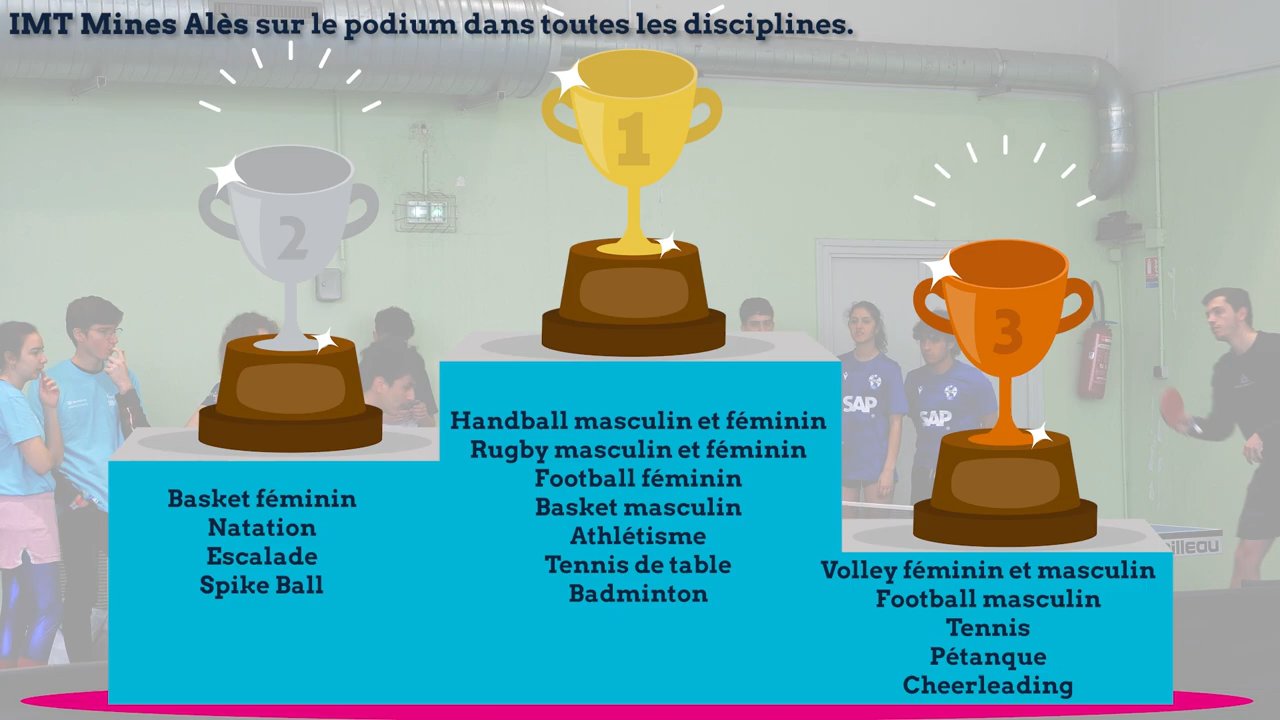 IMT Mines Alès sur le podium dans toutes les disciplines.
1
2
3
Handball masculin et féminin
Rugby masculin et féminin
Football féminin
Basket masculin
Athlétisme
Tennis de table
Badminton
Basket féminin
Natation
Escalade
Spike Ball
Volley féminin et masculin
Football masculin
Tennis
Pétanque
Cheerleading
SAP
SAP
illeau